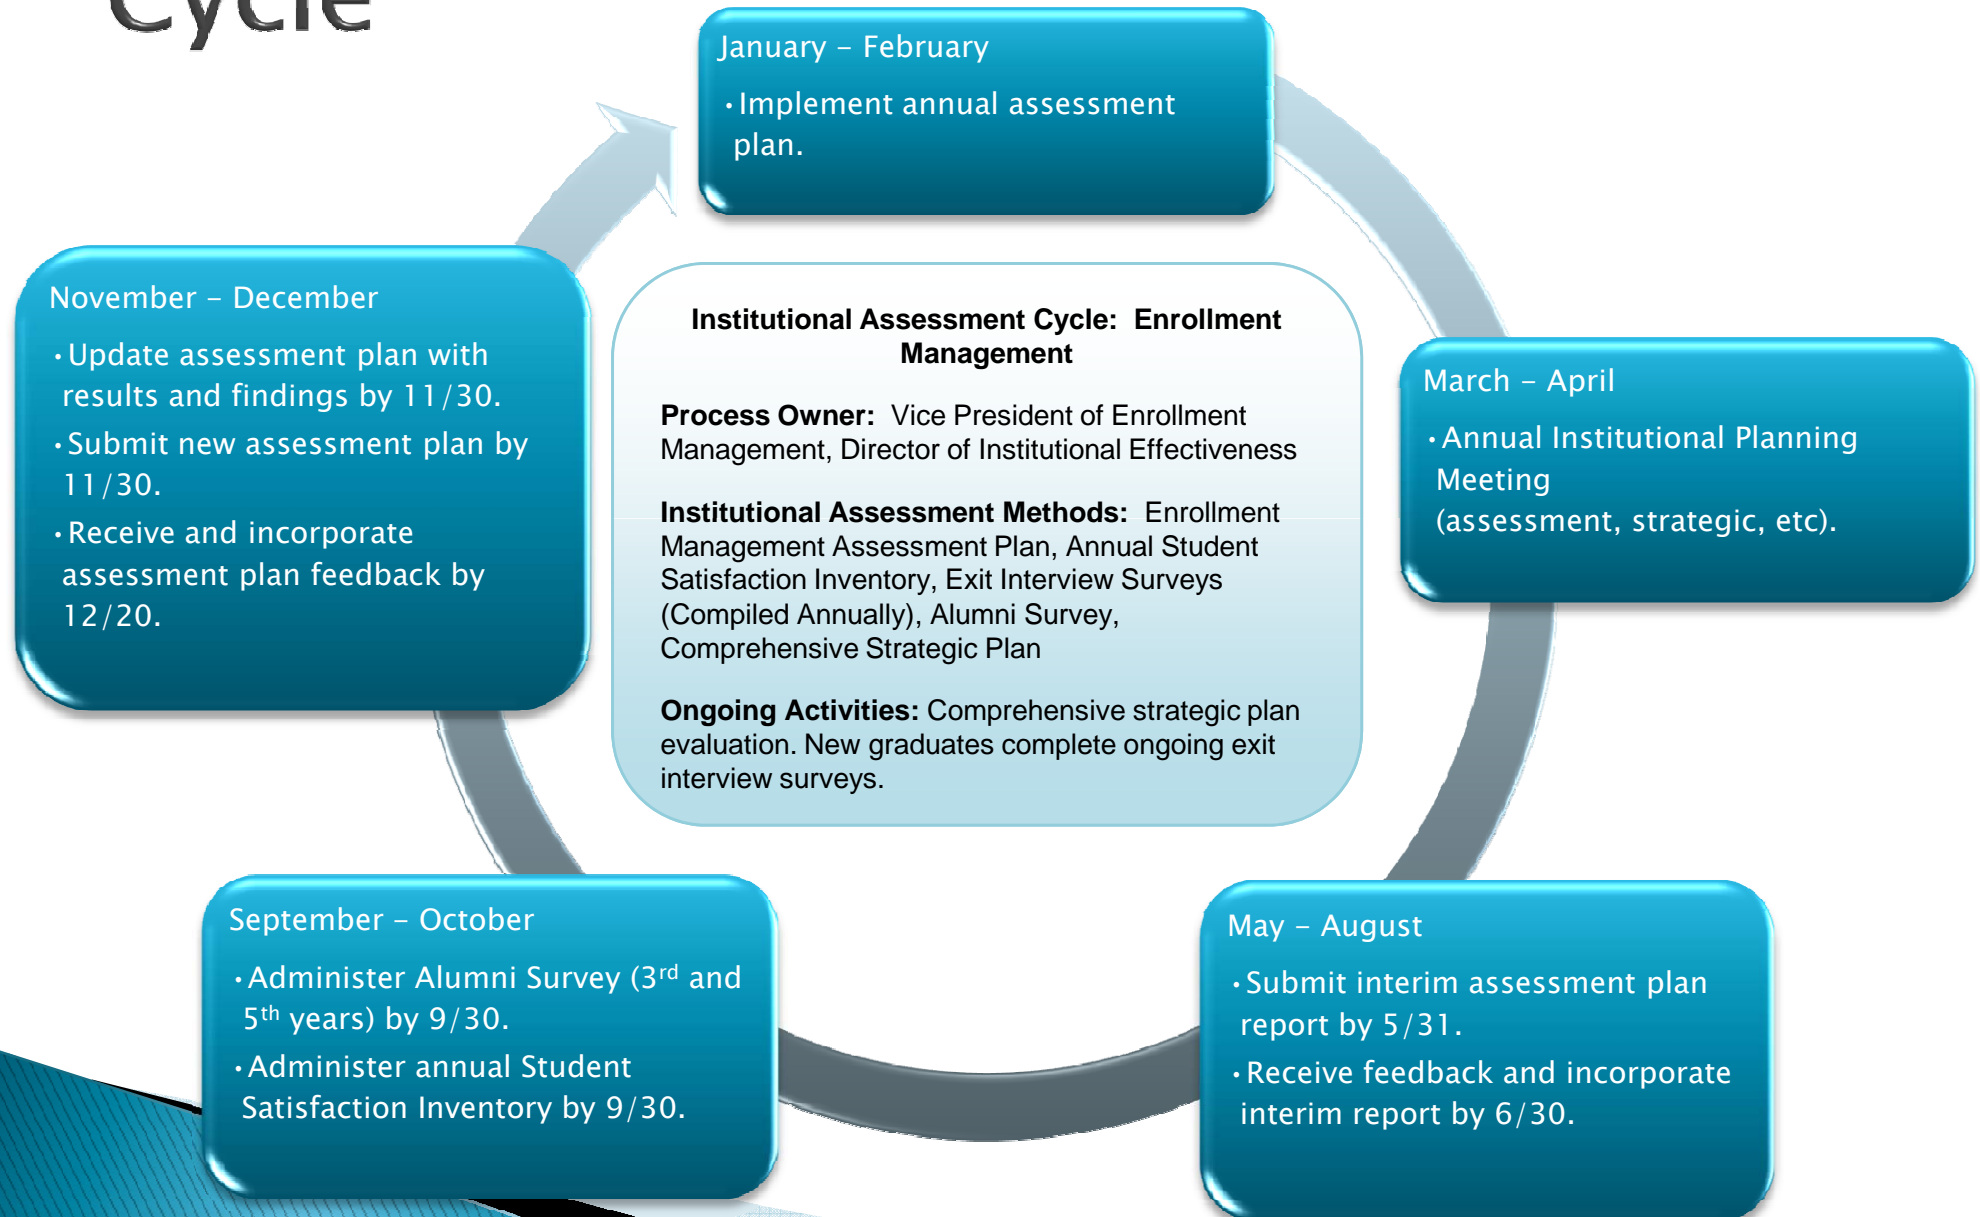 Cycle
January – February
•Implement annual assessment
plan.
November – December
•Update assessment plan with
results and findings by 11/30.
•Submit new assessment plan by
11/30.
•Receive and incorporate
assessment plan feedback by
12/20.
Institutional Assessment Cycle: Enrollment
Management
Process Owner: Vice President of Enrollment
Management, Director of Institutional Effectiveness
Institutional Assessment Methods: Enrollment
Management Assessment Plan, Annual Student
Satisfaction Inventory, Exit Interview Surveys
(Compiled Annually), Alumni Survey,
Comprehensive Strategic Plan
Ongoing Activities: Comprehensive strategic plan
evaluation. New graduates complete ongoing exit
interview surveys.
March – April
•Annual Institutional Planning
Meeting
(assessment, strategic, etc).
September – October
•Administer Alumni Survey (3rd and
5th years) by 9/30.
•Administer annual Student
Satisfaction Inventory by 9/30.
May – August
•Submit interim assessment plan
report by 5/31.
•Receive feedback and incorporate
interim report by 6/30.